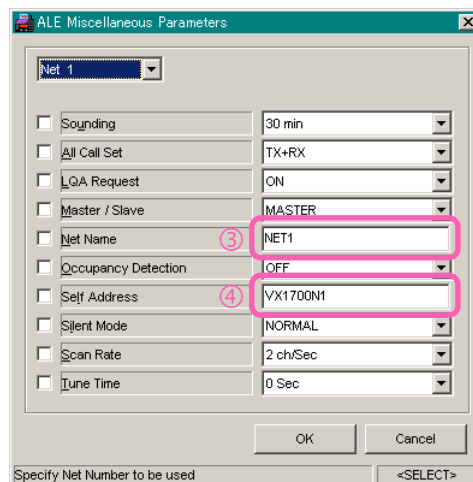 ALE Miscellaneous Parameters
Net 1
Sounding 30 min
All Call Set TX+RX
LQA Request ON
Master / Slave MASTER
Net Name ③ NET1
Occupancy Detection OFF
Self Address ④ VX1700N1
Silent Mode NORMAL
Scan Rate 2 ch/Sec
Tune Time 0 Sec
OK Cancel
Specify Net Number to be used <SELECT>